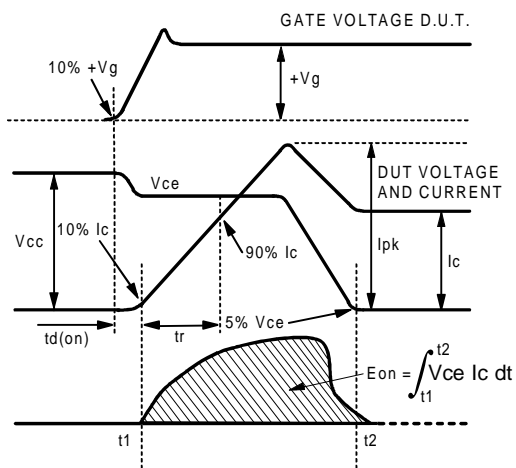 GATE VOLTAGE D.U.T.
10% +Vg
+Vg
Vce
DUT VOLTAGE
AND CURRENT
Vcc
10% Ic
90% Ic
Ipk
Ic
td(on)
tr
5% Vce
Eon = ∫ Vce Ic dt
t2
t1
t1
t2